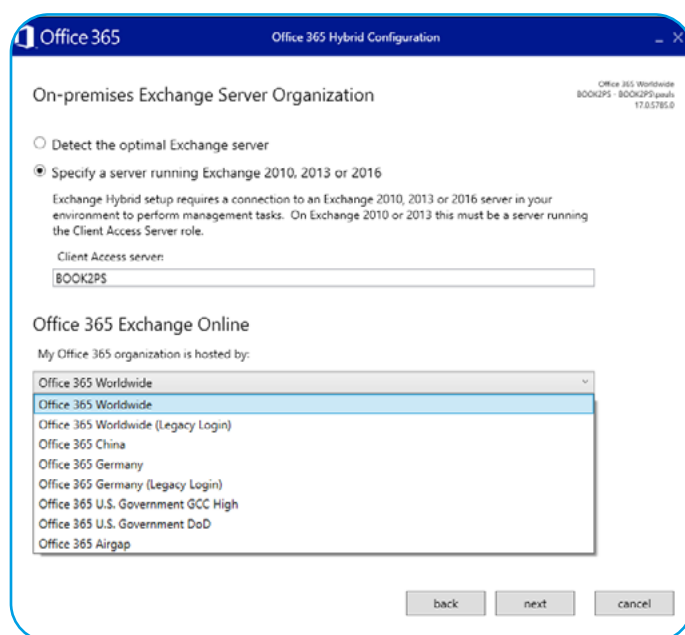 Office 365
Office 365 Hybrid Configuration
On-premises Exchange Server Organization
Office 365 Worldwide
BOOK2PS - BOOK2PS\pauls
17.0.5785.0
Detect the optimal Exchange server
Specify a server running Exchange 2010, 2013 or 2016
Exchange Hybrid setup requires a connection to an Exchange 2010, 2013 or 2016 server in your
environment to perform management tasks. On Exchange 2010 or 2013 this must be a server running
the Client Access Server role.
Client Access server:
BOOK2PS
Office 365 Exchange Online
My Office 365 organization is hosted by:
Office 365 Worldwide
Office 365 Worldwide
Office 365 Worldwide (Legacy Login)
Office 365 China
Office 365 Germany
Office 365 Germany (Legacy Login)
Office 365 U.S. Government GCC High
Office 365 U.S. Government DoD
Office 365 Airgap
back
next
cancel